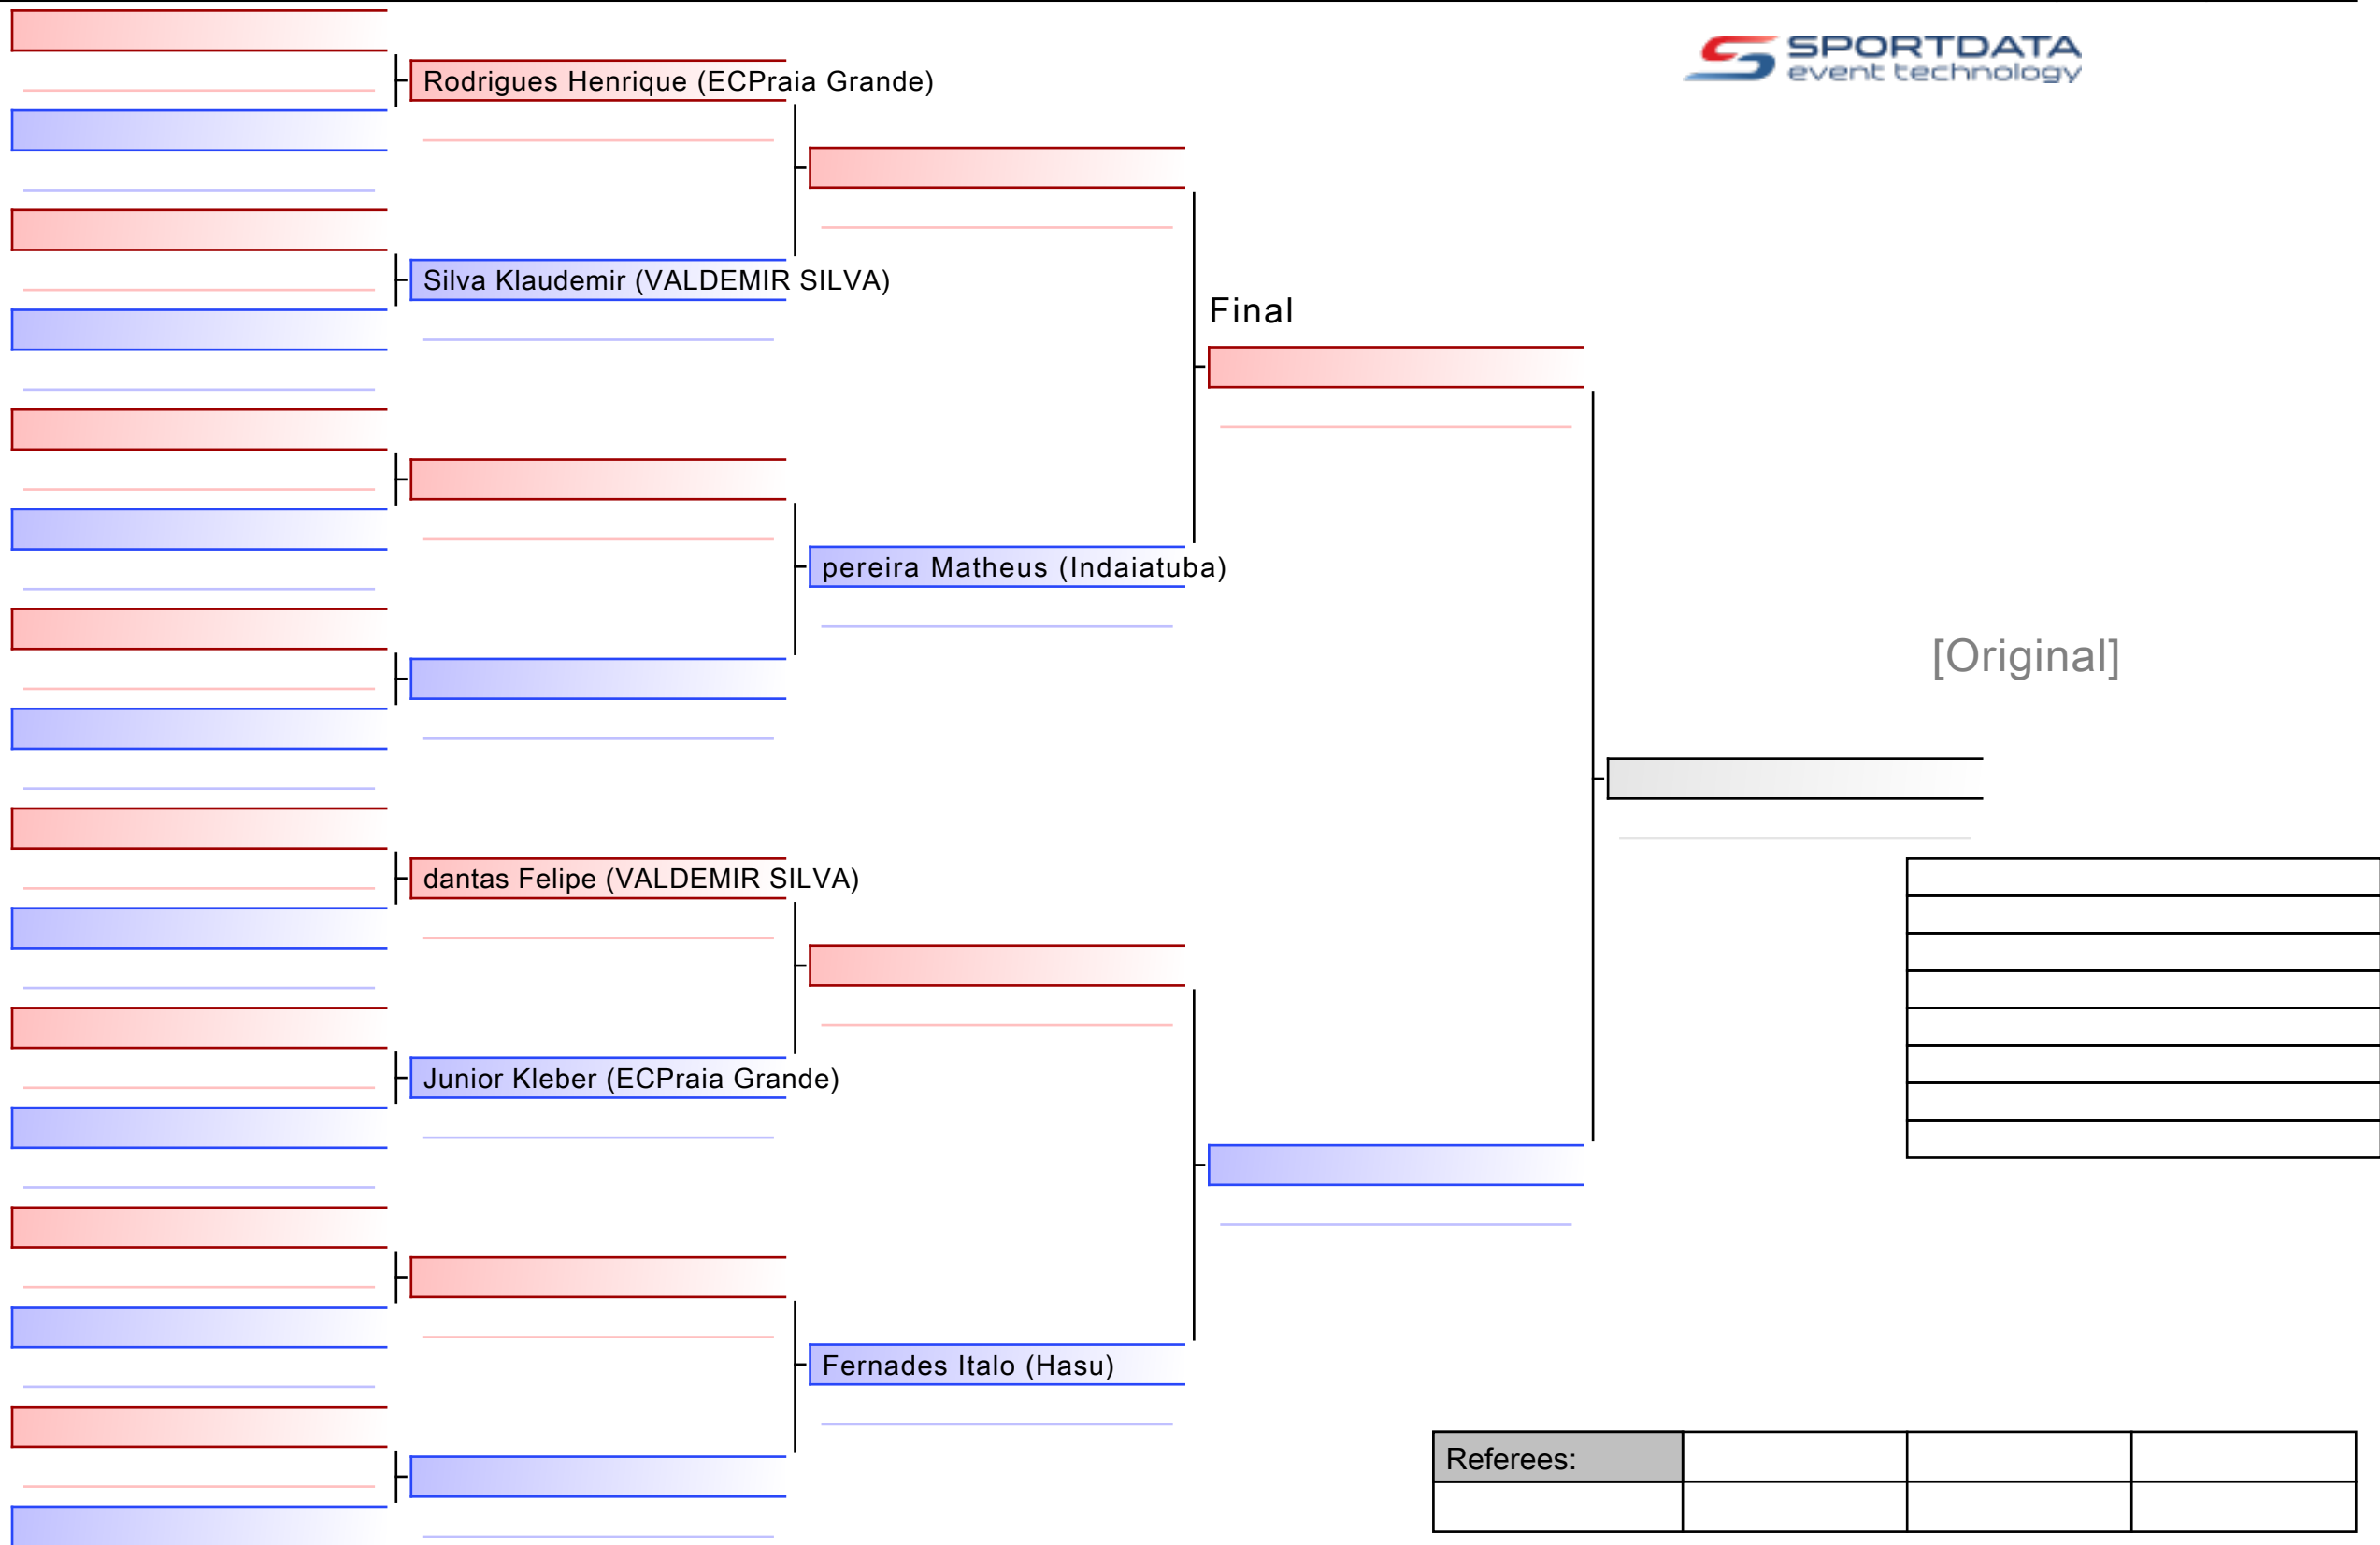 SPORTDATA
event technology
Rodrigues Henrique (ECPraia Grande)
Silva Klaudemir (VALDEMIR SILVA)
Final
pereira Matheus (Indaiatuba)
[Original]
dantas Felipe (VALDEMIR SILVA)
Junior Kleber (ECPraia Grande)
Fernades Italo (Hasu)
Referees: